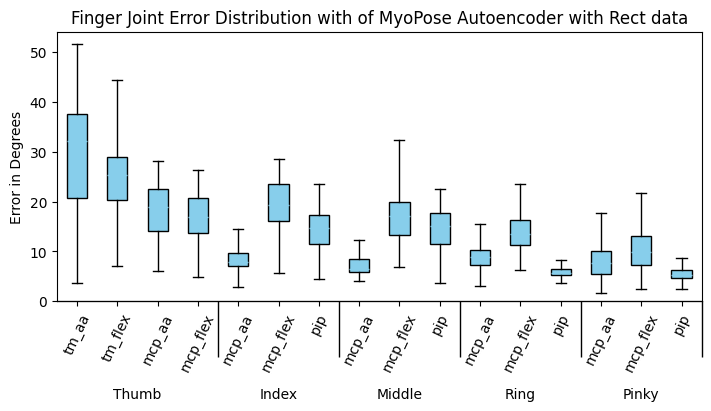 Finger Joint Error Distribution with of MyoPose Autoencoder with Rect data
Error in Degrees
50
40
30
20
10
0
tm_aa
tm_flex
mcp_aa
mcp_flex
mcp_aa
mcp_flex
pip
mcp_aa
mcp_flex
pip
mcp_aa
mcp_flex
pip
mcp_aa
mcp_flex
pip
Thumb Index Middle Ring Pinky